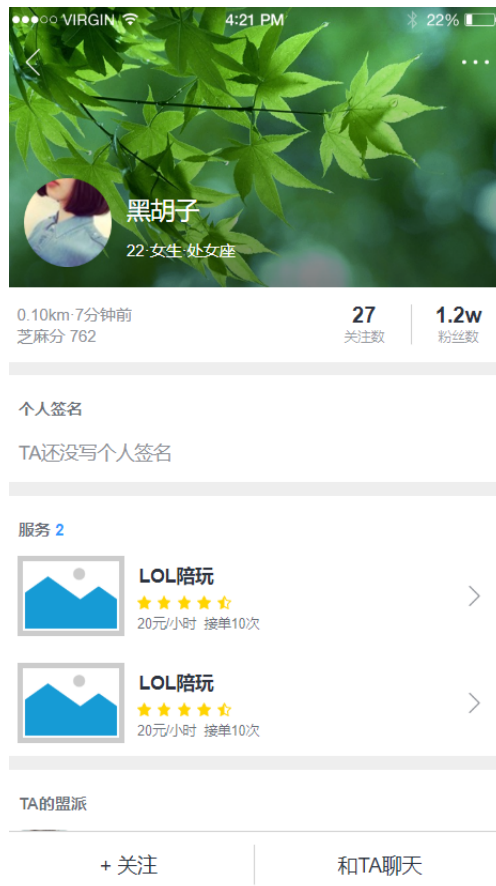 VIRGIN 4:21 PM 22%
黑胡子
22·女生·处女座
0.10km·7分钟前
芝麻分 762
27
关注数
1.2w
粉丝数
个人签名
TA还没写个人签名
服务 2
LOL陪玩
20元/小时 接单10次
LOL陪玩
20元/小时 接单10次
TA的盟派
+ 关注
和TA聊天